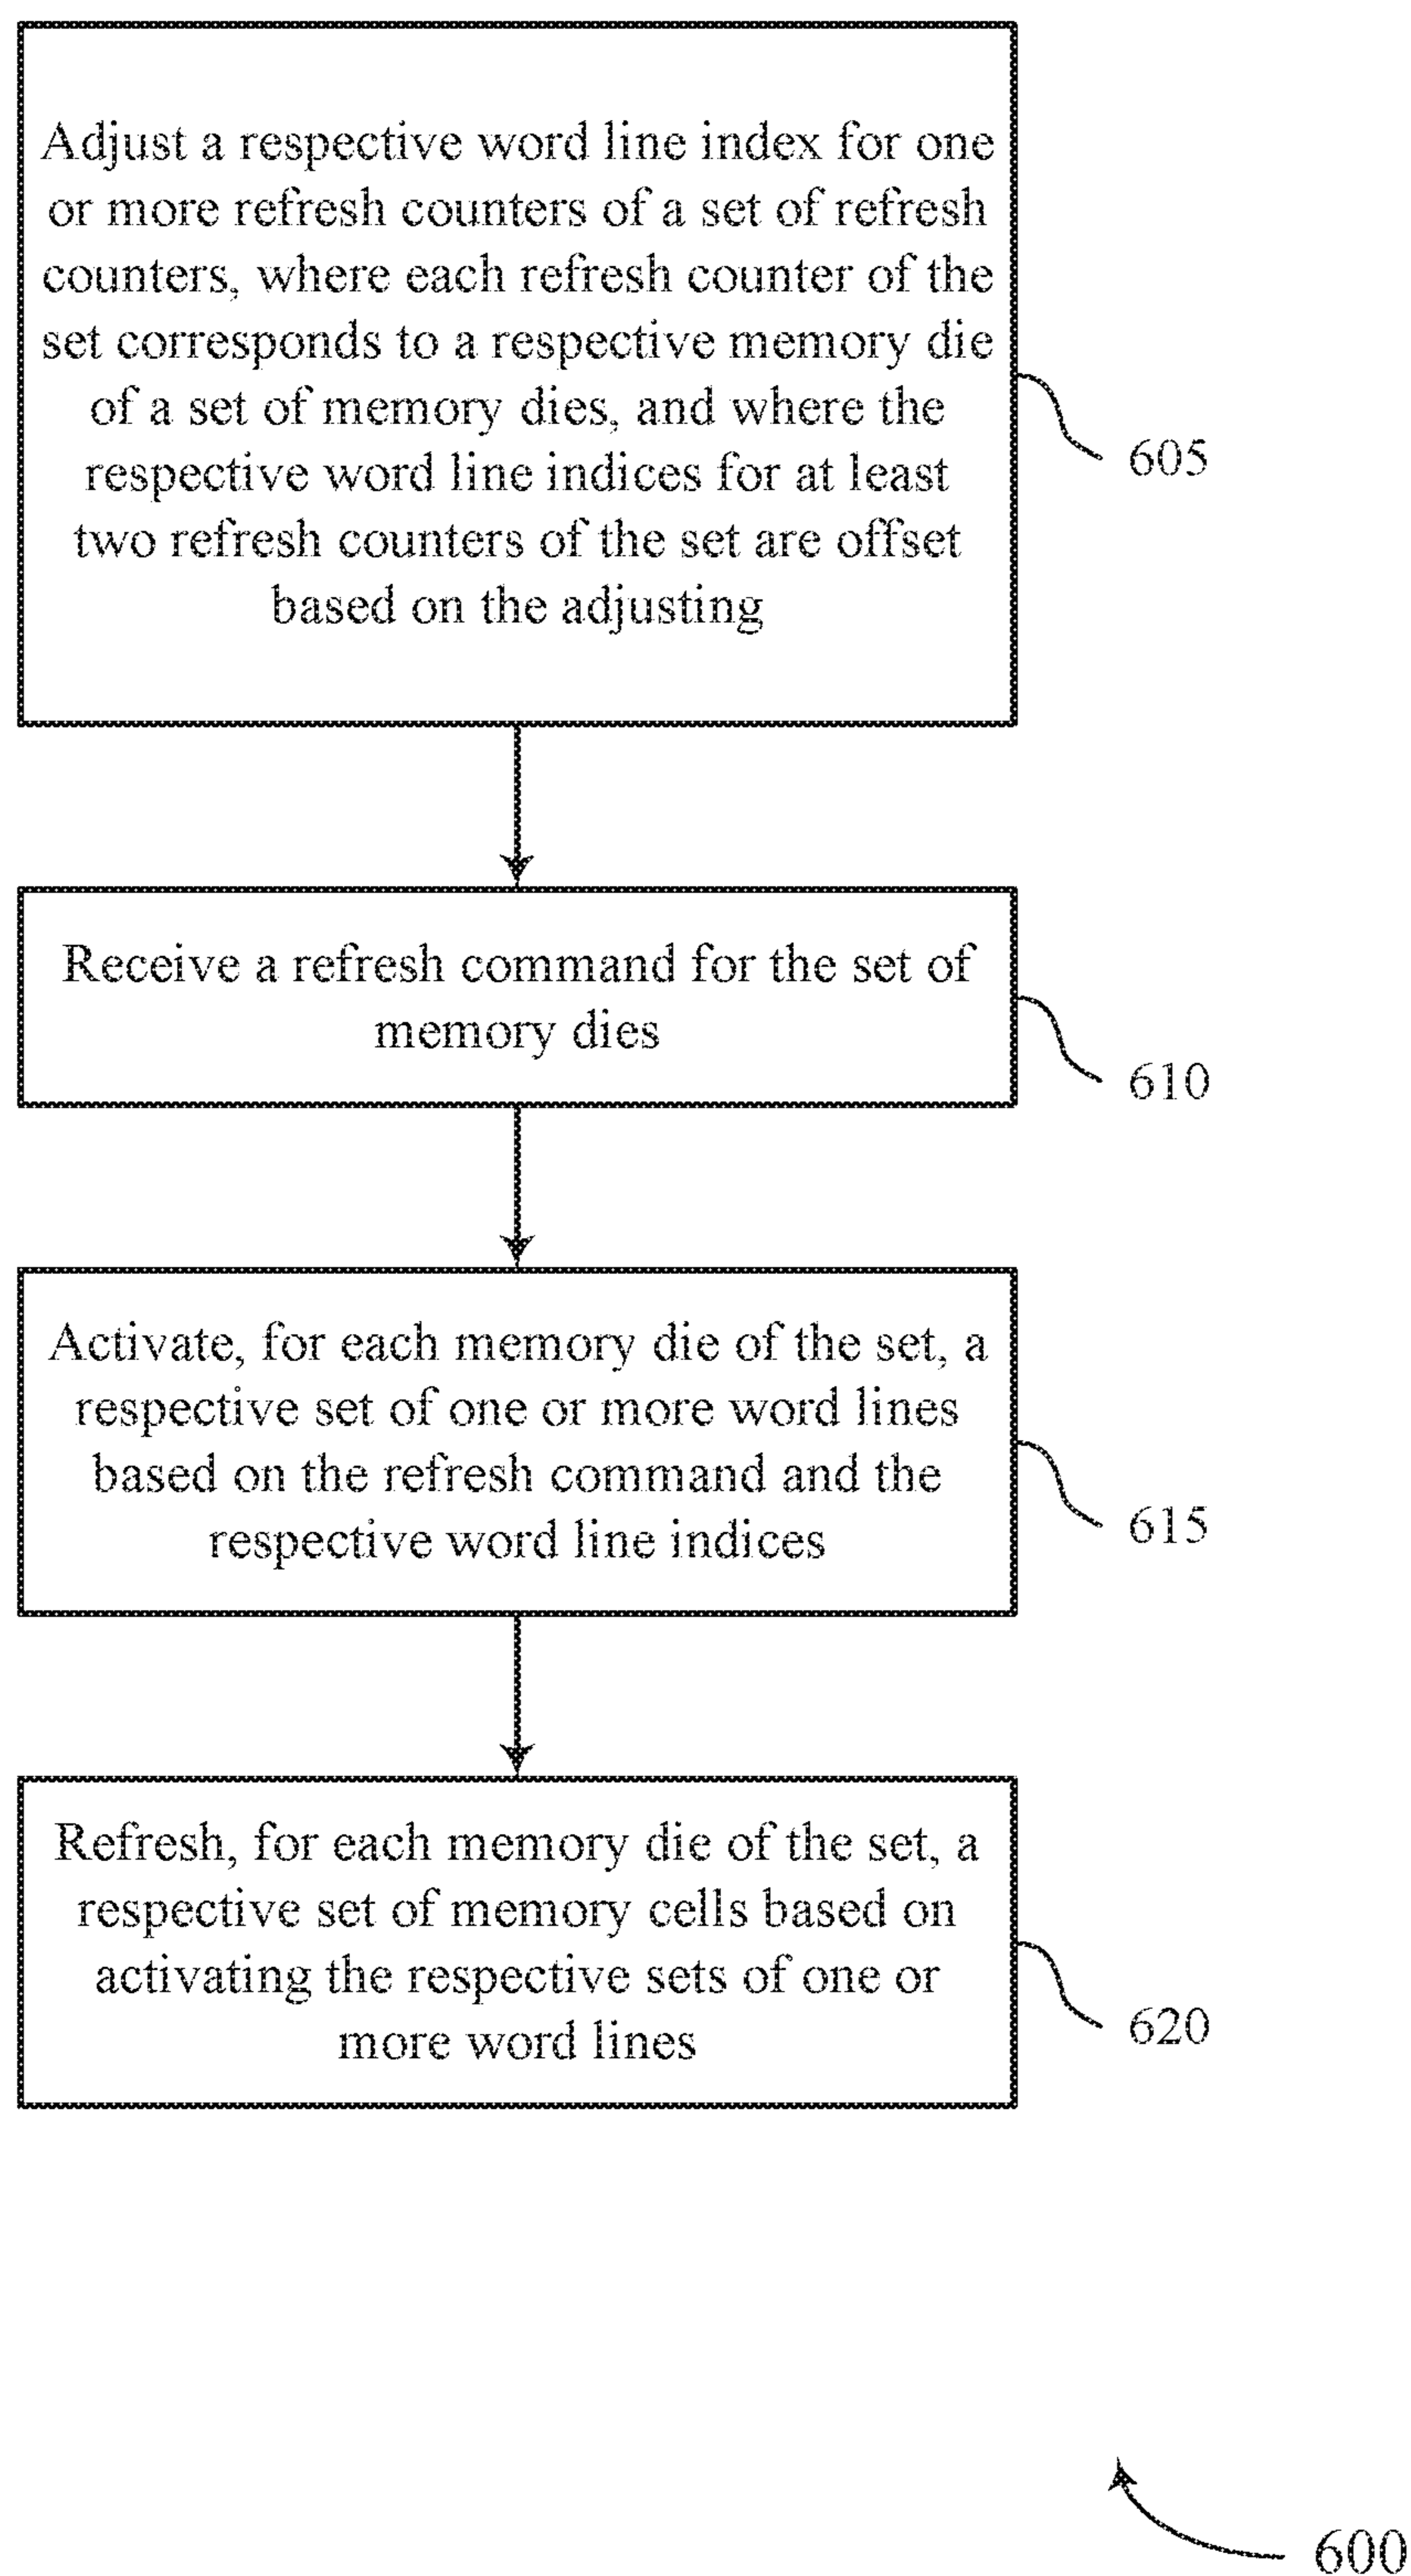 Adjust a respective word line index for one
or more refresh counters of a set of refresh
counters, where each refresh counter of the
set corresponds to a respective memory die
of a set of memory dies, and where the
respective word line indices for at least
two refresh counters of the set are offset
based on the adjusting
605
Receive a refresh command for the set of
memory dies
610
Activate, for each memory die of the set, a
respective set of one or more word lines
based on the refresh command and the
respective word line indices
615
Refresh, for each memory die of the set, a
respective set of memory cells based on
activating the respective sets of one or
more word lines
620
600